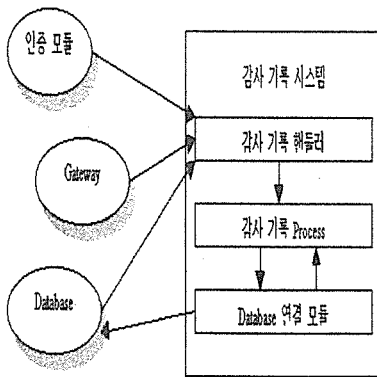 인증 모듈
감사 기록 시스템
감사 기록 핸들러
Gateway
감사 기록 Process
Database
Database 연결 모듈